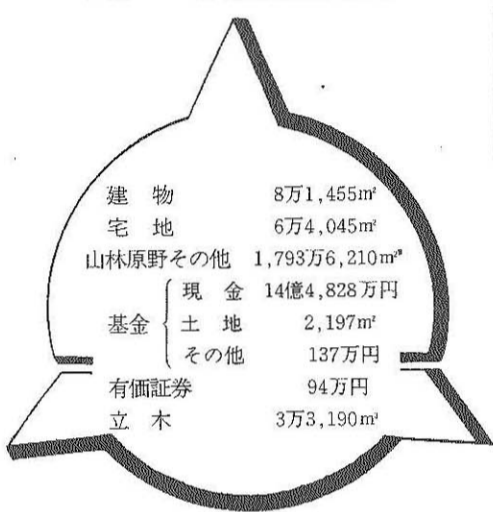 建物 8万1,455㎡
宅地 6万4,045㎡
山林原野その他 1,793万6,210㎡
基金 現金 14億4,828万円
土地 2,197㎡
その他 137万円
有価証券 94万円
立木 3万3,190㎡